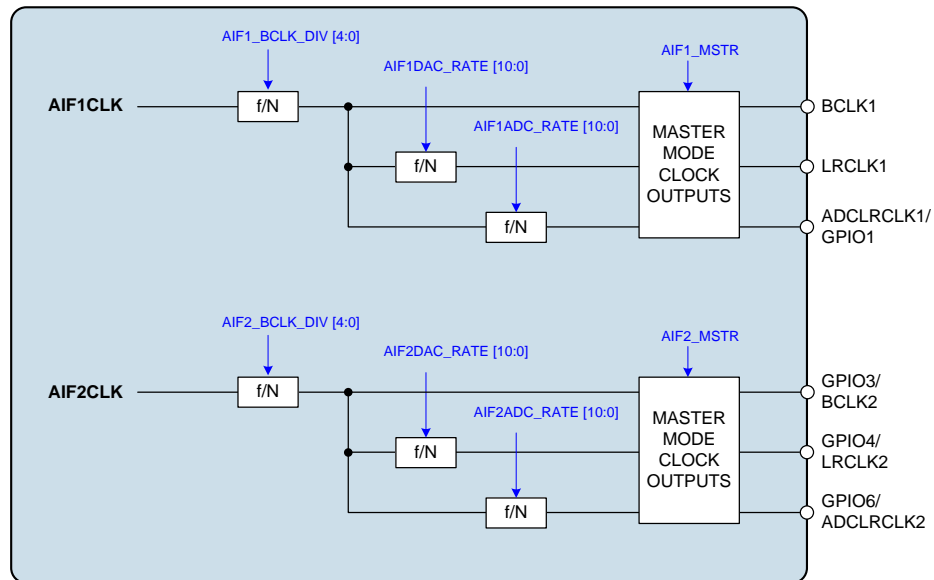 AIF1_BCLK_DIV [4:0]
AIF1DAC_RATE [10:0]
AIF1_MSTR
AIF1ADC_RATE [10:0]
AIF1CLK
f/N
f/N
f/N
MASTER
MODE
CLOCK
OUTPUTS
BCLK1
LRCLK1
ADCLRCLK1/
GPIO1
AIF2_BCLK_DIV [4:0]
AIF2DAC_RATE [10:0]
AIF2_MSTR
AIF2ADC_RATE [10:0]
AIF2CLK
f/N
f/N
f/N
MASTER
MODE
CLOCK
OUTPUTS
GPIO3/
BCLK2
GPIO4/
LRCLK2
GPIO6/
ADCLRCLK2